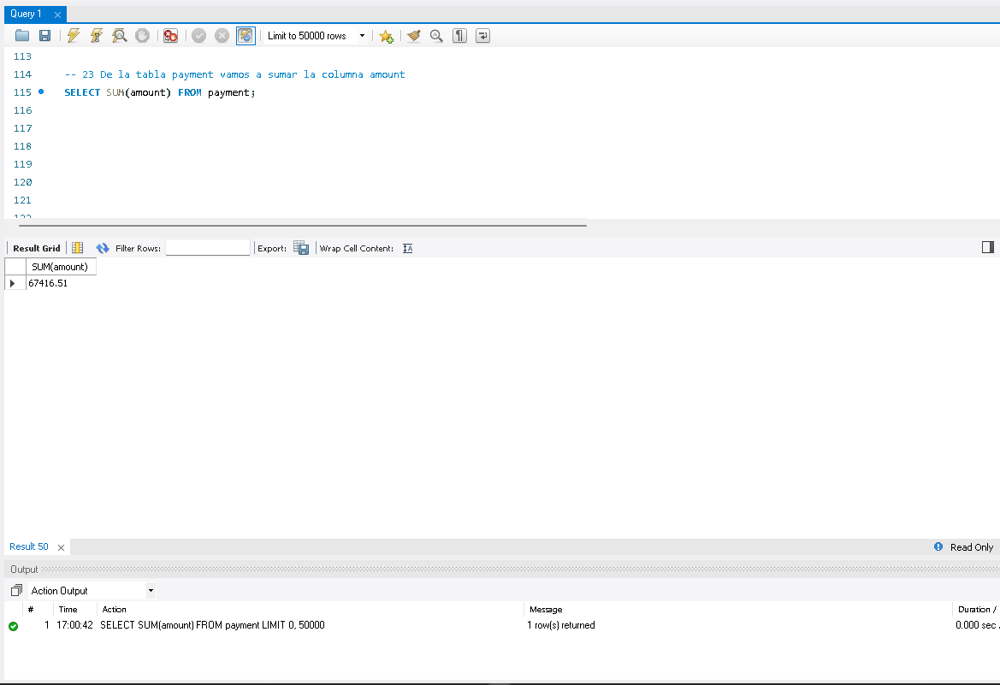 Query 1
Limit to 50000 rows
113
114 -- 23 De la tabla payment vamos a sumar la columna amount
115 SELECT SUM(amount) FROM payment;
116
117
118
119
120
121
122
Result Grid Filter Rows: Export: Wrap Cell Content:
SUM(amount)
67416.51
Result 50 Read Only
Output
Action Output
# Time Action Message Duration /
1 17:00:42 SELECT SUM(amount) FROM payment LIMIT 0, 50000 1 row(s) returned 0.000 sec /